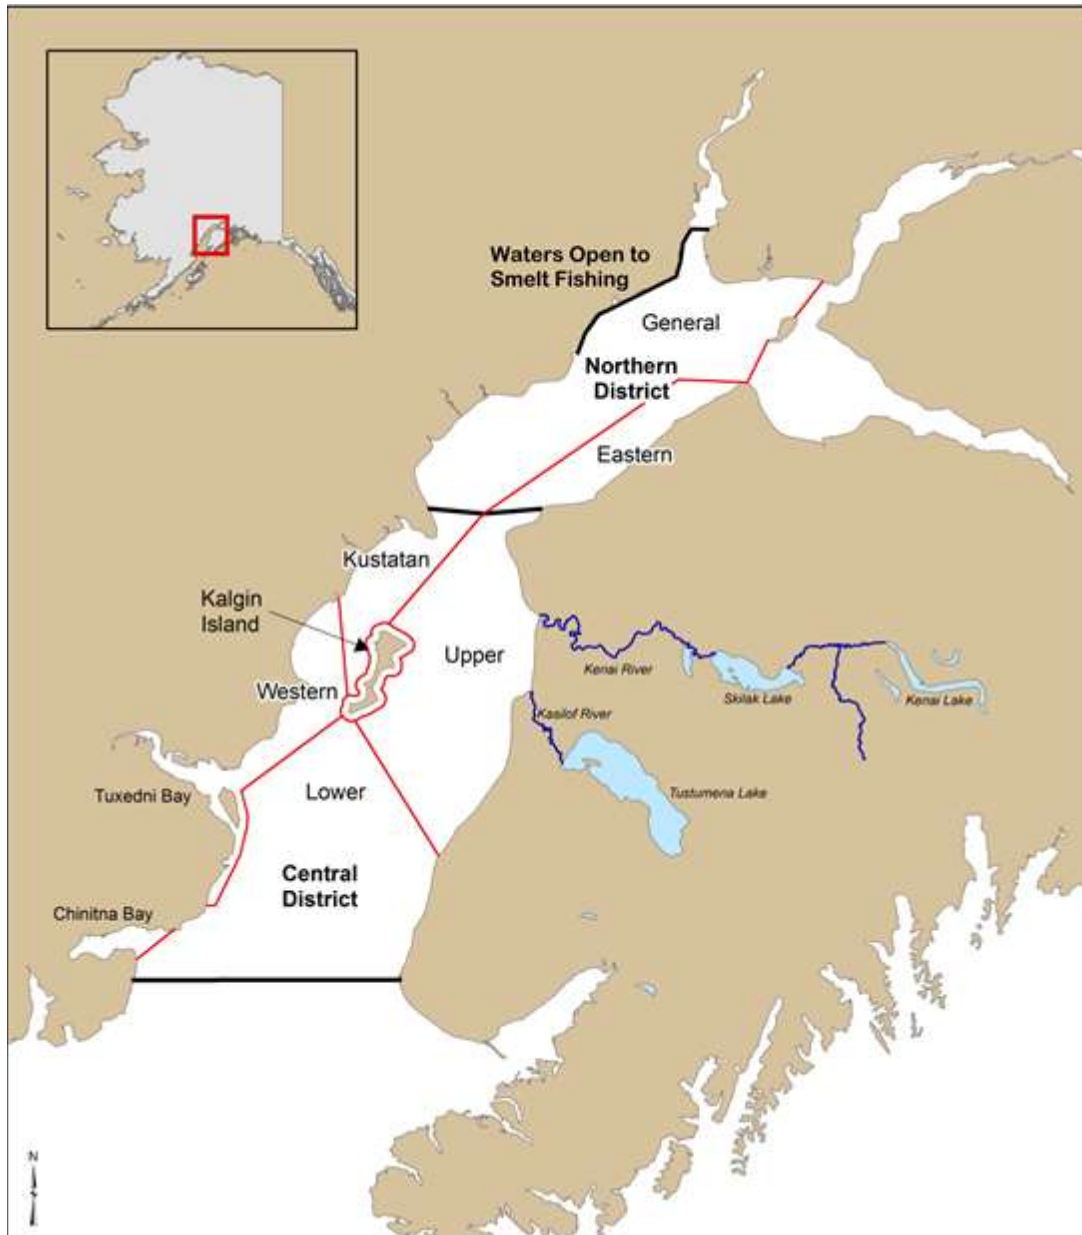 Waters Open to
Smelt Fishing
General
Northern
District
Eastern
Kustatan
Kalgin
Island
Upper
Kenai River
Western
Skilak Lake
Kenai Lake
Kasilof River
Tuxedni Bay
Lower
Tustumena Lake
Central
District
Chinitna Bay
N